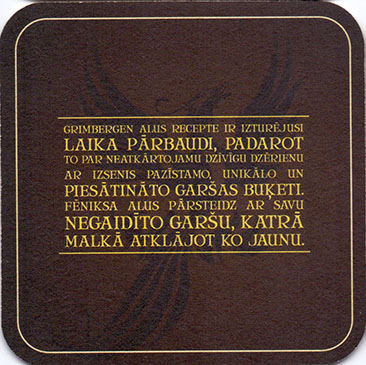 GRIMBERGEN ALUS RECEPTE IR IZTURĒJUSI
LAIKA PĀRBAUDI, PADAROT
TO PAR NEATKĀRTOJAMU DZĪVĪGU DZĒRIENU
AR IZSENIS PAZĪSTAMO, UNIKĀLO UN
PIESĀTINĀTO GARŠAS BUĶETI.
FĒNIKSA ALUS PĀRSTEIDZ AR SAVU
NEGAIDĪTO GARŠU, KATRĀ
MALKĀ ATKLĀJOT KO JAUNU.